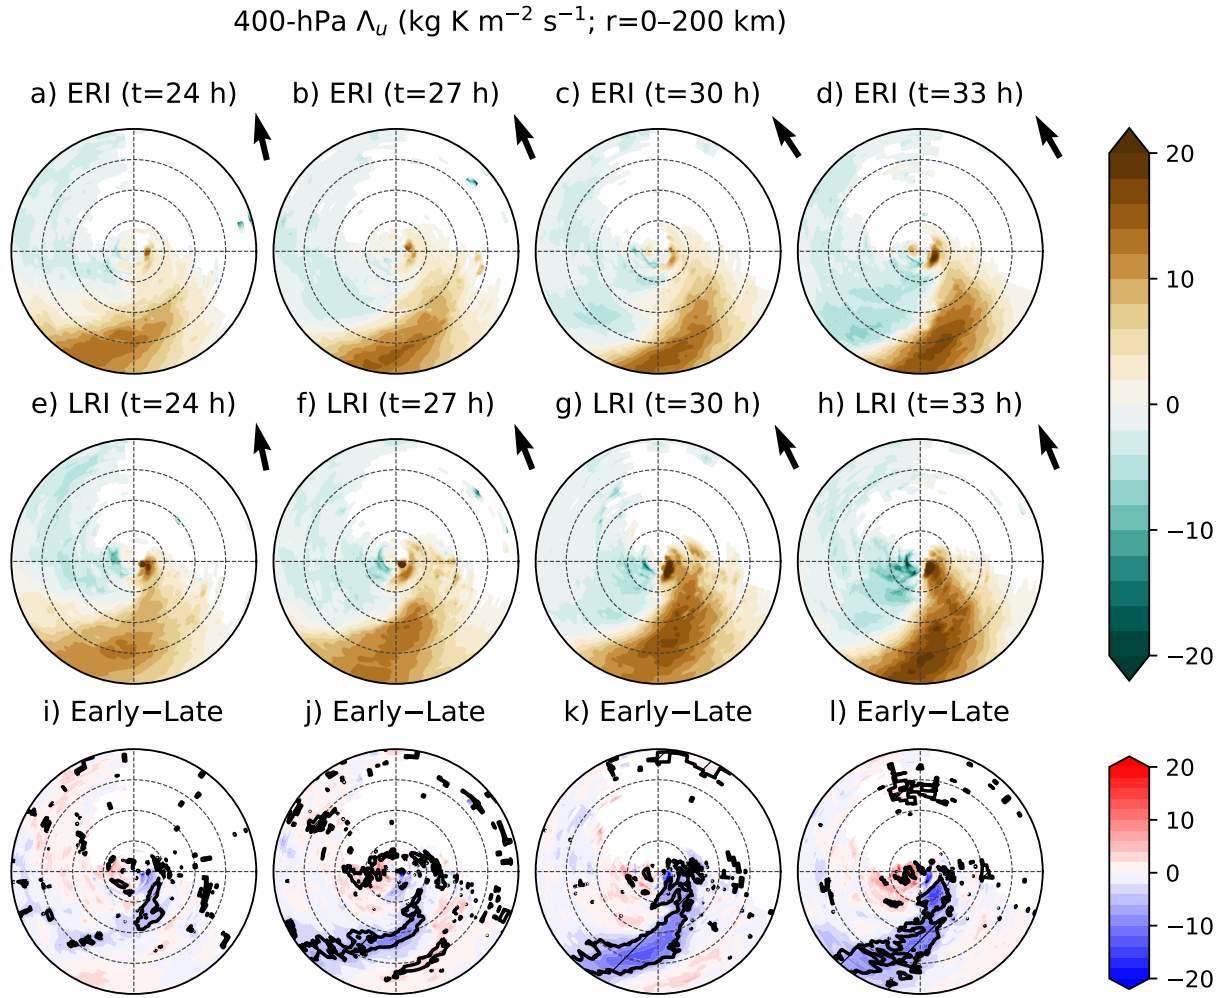 400-hPa Λᵤ (kg K m⁻² s⁻¹; r=0–200 km)
a) ERI (t=24 h)
b) ERI (t=27 h)
c) ERI (t=30 h)
d) ERI (t=33 h)
20
10
0
−10
−20
e) LRI (t=24 h)
f) LRI (t=27 h)
g) LRI (t=30 h)
h) LRI (t=33 h)
i) Early−Late
j) Early−Late
k) Early−Late
l) Early−Late
20
10
0
−10
−20